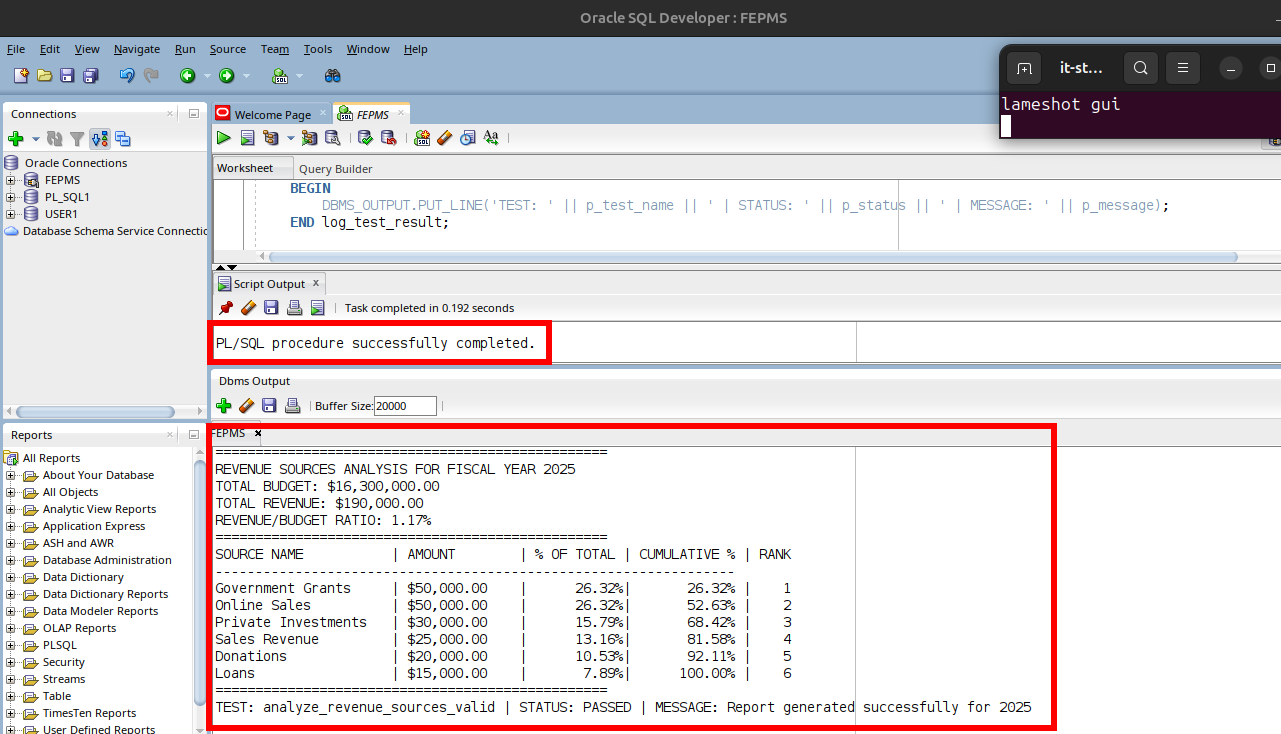 Oracle SQL Developer : FEPMS
File Edit View Navigate Run Source Team Tools Window Help
it-st...
lameshot gui
Connections
Oracle Connections
FEPMS
PL_SQL1
USER1
Database Schema Service Connectio
Reports
All Reports
About Your Database
All Objects
Analytic View Reports
Application Express
ASH and AWR
Database Administration
Data Dictionary
Data Dictionary Reports
Data Modeler Reports
OLAP Reports
PLSQL
Security
Streams
Table
TimesTen Reports
User Defined Reports
Welcome Page FEPMS
Worksheet Query Builder
BEGIN
DBMS_OUTPUT.PUT_LINE('TEST: ' || p_test_name || ' | STATUS: ' || p_status || ' | MESSAGE: ' || p_message);
END log_test_result;
Script Output
Task completed in 0.192 seconds
PL/SQL procedure successfully completed.
Dbms Output
Buffer Size: 20000
FEPMS
=================================================
REVENUE SOURCES ANALYSIS FOR FISCAL YEAR 2025
TOTAL BUDGET: $16,300,000.00
TOTAL REVENUE: $190,000.00
REVENUE/BUDGET RATIO: 1.17%
=================================================
SOURCE NAME | AMOUNT | % OF TOTAL | CUMULATIVE % | RANK
-----------------------------------------------------------------
Government Grants | $50,000.00 | 26.32%| 26.32% | 1
Online Sales | $50,000.00 | 26.32%| 52.63% | 2
Private Investments | $30,000.00 | 15.79%| 68.42% | 3
Sales Revenue | $25,000.00 | 13.16%| 81.58% | 4
Donations | $20,000.00 | 10.53%| 92.11% | 5
Loans | $15,000.00 | 7.89%| 100.00% | 6
=================================================
TEST: analyze_revenue_sources_valid | STATUS: PASSED | MESSAGE: Report generated successfully for 2025